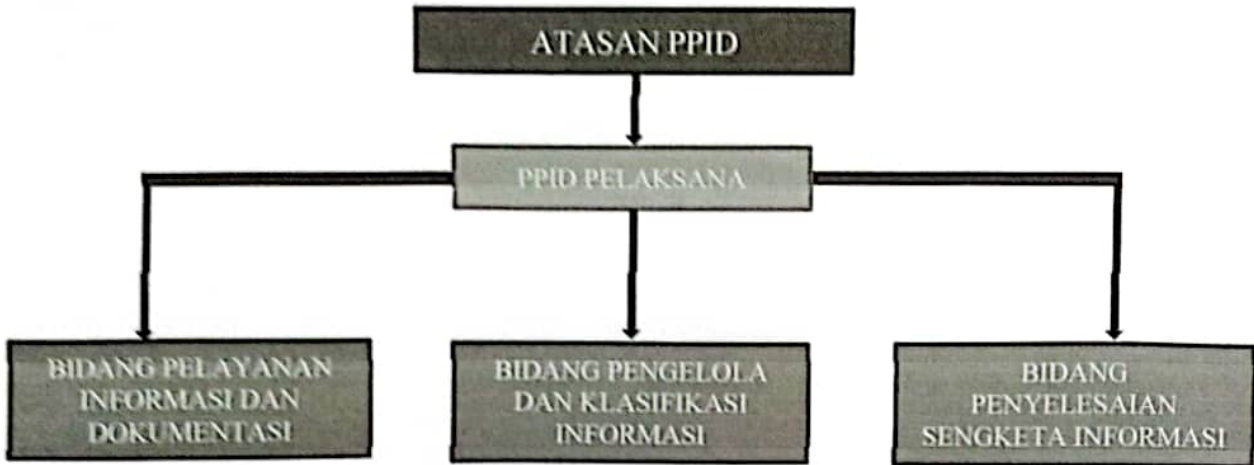 ATASAN PPID
PPID PELAKSANA
BIDANG PELAYANAN
INFORMASI DAN
DOKUMENTASI
BIDANG PENGELOLA
DAN KLASIFIKASI
INFORMASI
BIDANG
PENYELESAIAN
SENGKETA INFORMASI